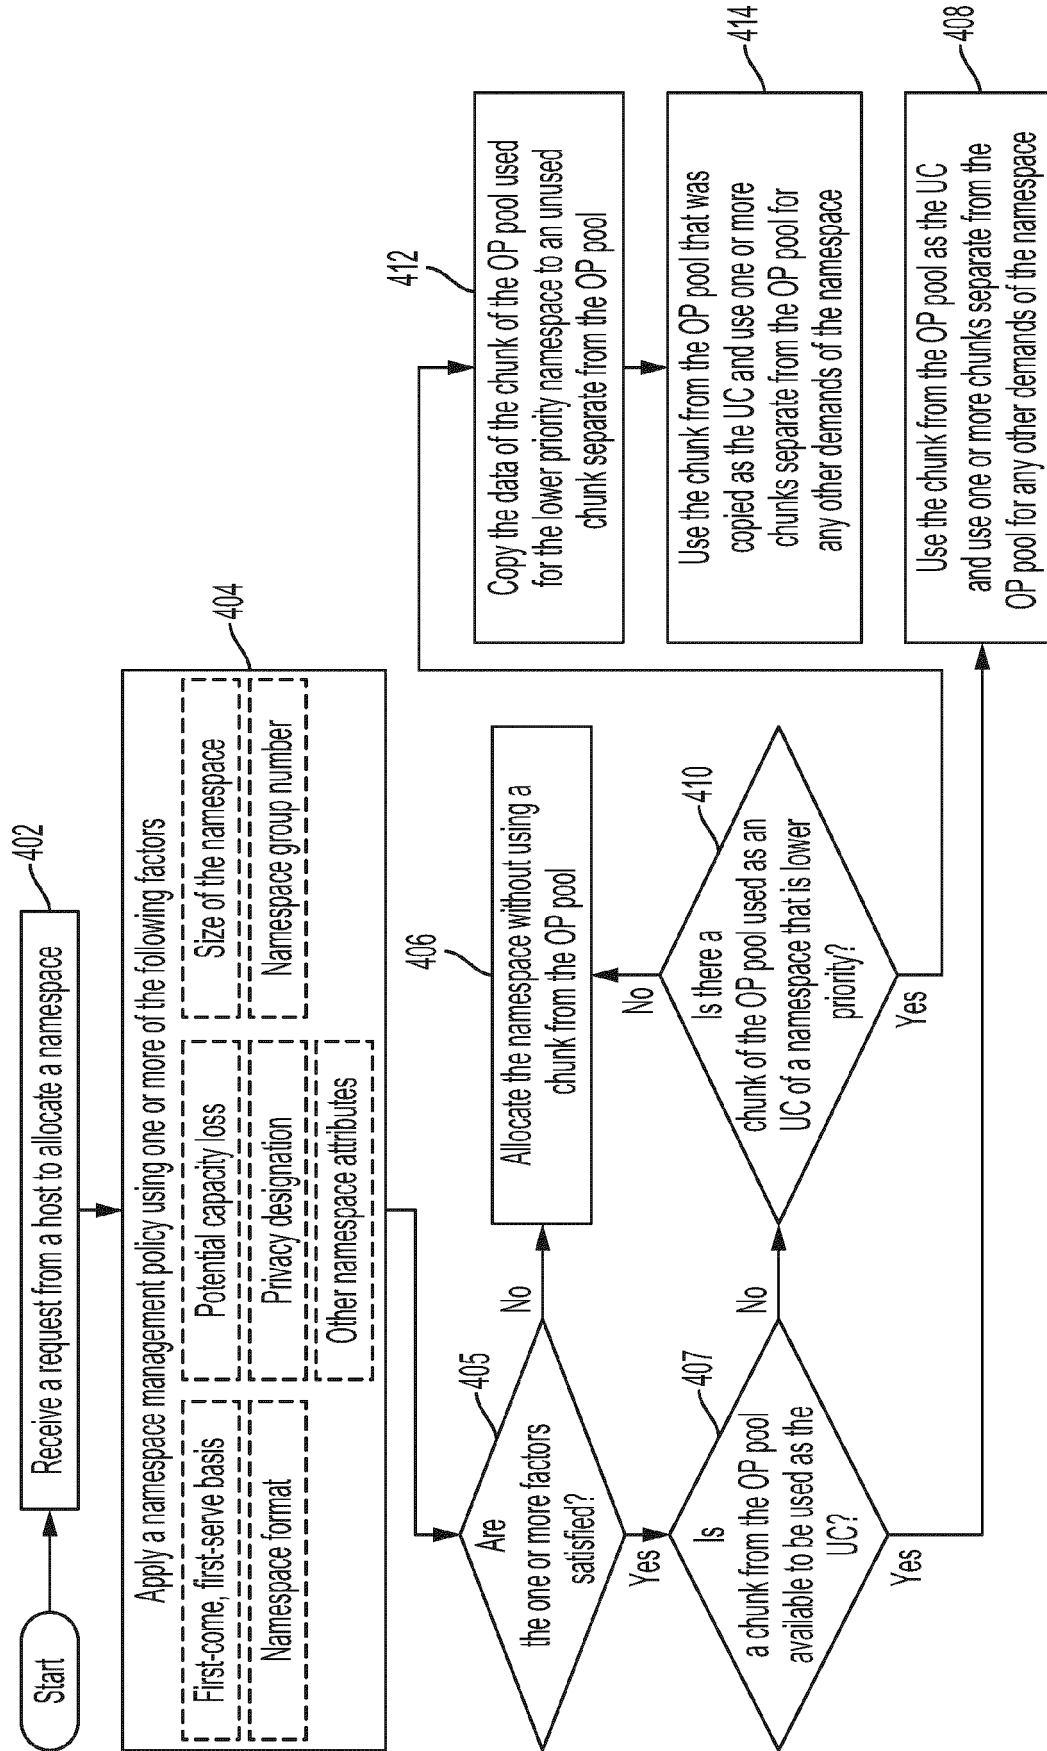 Start
Receive a request from a host to allocate a namespace
402
Apply a namespace management policy using one or more of the following factors
404
First-come, first-serve basis
Potential capacity loss
Size of the namespace
Namespace format
Privacy designation
Namespace group number
Other namespace attributes
405
Are
the one or more factors
satisfied?
No
Yes
406
Allocate the namespace without using a
chunk from the OP pool
407
Is
a chunk from the OP pool
available to be used as the
UC?
No
Yes
410
Is there a
chunk of the OP pool used as an
UC of a namespace that is lower
priority?
No
Yes
412
Copy the data of the chunk of the OP pool used
for the lower priority namespace to an unused
chunk separate from the OP pool
414
Use the chunk from the OP pool that was
copied as the UC and use one or more
chunks separate from the OP pool for
any other demands of the namespace
408
Use the chunk from the OP pool as the UC
and use one or more chunks separate from the
OP pool for any other demands of the namespace